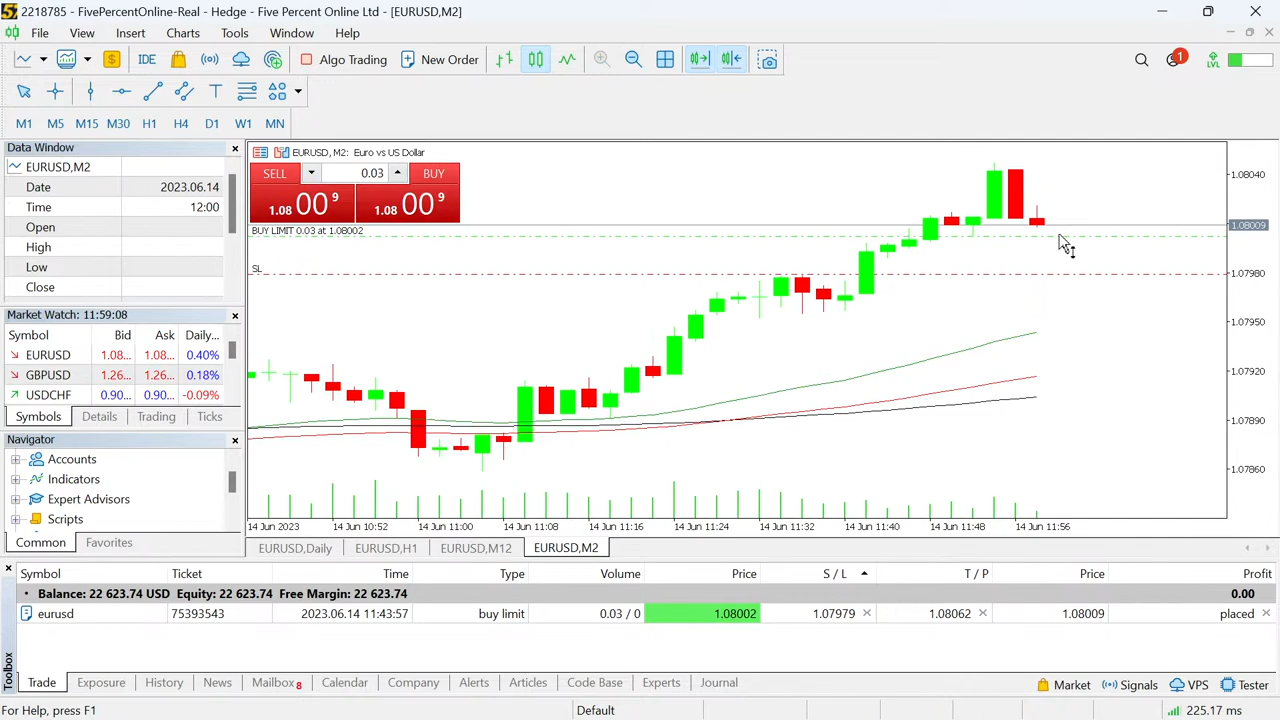 2218785 - FivePercentOnline-Real - Hedge - Five Percent Online Ltd - [EURUSD,M2]
File View Insert Charts Tools Window Help
IDE Algo Trading New Order 1 LVL
M1 M5 M15 M30 H1 H4 D1 W1 MN
Data Window
EURUSD,M2
Date 2023.06.14
Time 12:00
Open
High
Low
Close
Market Watch: 11:59:08
Symbol Bid Ask Daily...
EURUSD 1.08... 1.08... 0.40%
GBPUSD 1.26... 1.26... 0.18%
USDCHF 0.90... 0.90... -0.09%
Symbols Details Trading Ticks
Navigator
Accounts
Indicators
Expert Advisors
Scripts
Common Favorites
EURUSD, M2: Euro vs US Dollar
SELL 0.03 BUY
1.08 00 9 1.08 00 9
BUY LIMIT 0.03 at 1.08002
SL
1.08040
1.08009
1.07980
1.07950
1.07920
1.07890
1.07860
14 Jun 2023 14 Jun 10:52 14 Jun 11:00 14 Jun 11:08 14 Jun 11:16 14 Jun 11:24 14 Jun 11:32 14 Jun 11:40 14 Jun 11:48 14 Jun 11:56
EURUSD,Daily EURUSD,H1 EURUSD,M12 EURUSD,M2
Symbol Ticket Time Type Volume Price S / L T / P Price Profit
Balance: 22 623.74 USD Equity: 22 623.74 Free Margin: 22 623.74 0.00
eurusd 75393543 2023.06.14 11:43:57 buy limit 0.03 / 0 1.08002 1.07979 1.08062 1.08009 placed
Toolbox
Trade Exposure History News Mailbox 8 Calendar Company Alerts Articles Code Base Experts Journal Market Signals VPS Tester
For Help, press F1 Default 225.17 ms